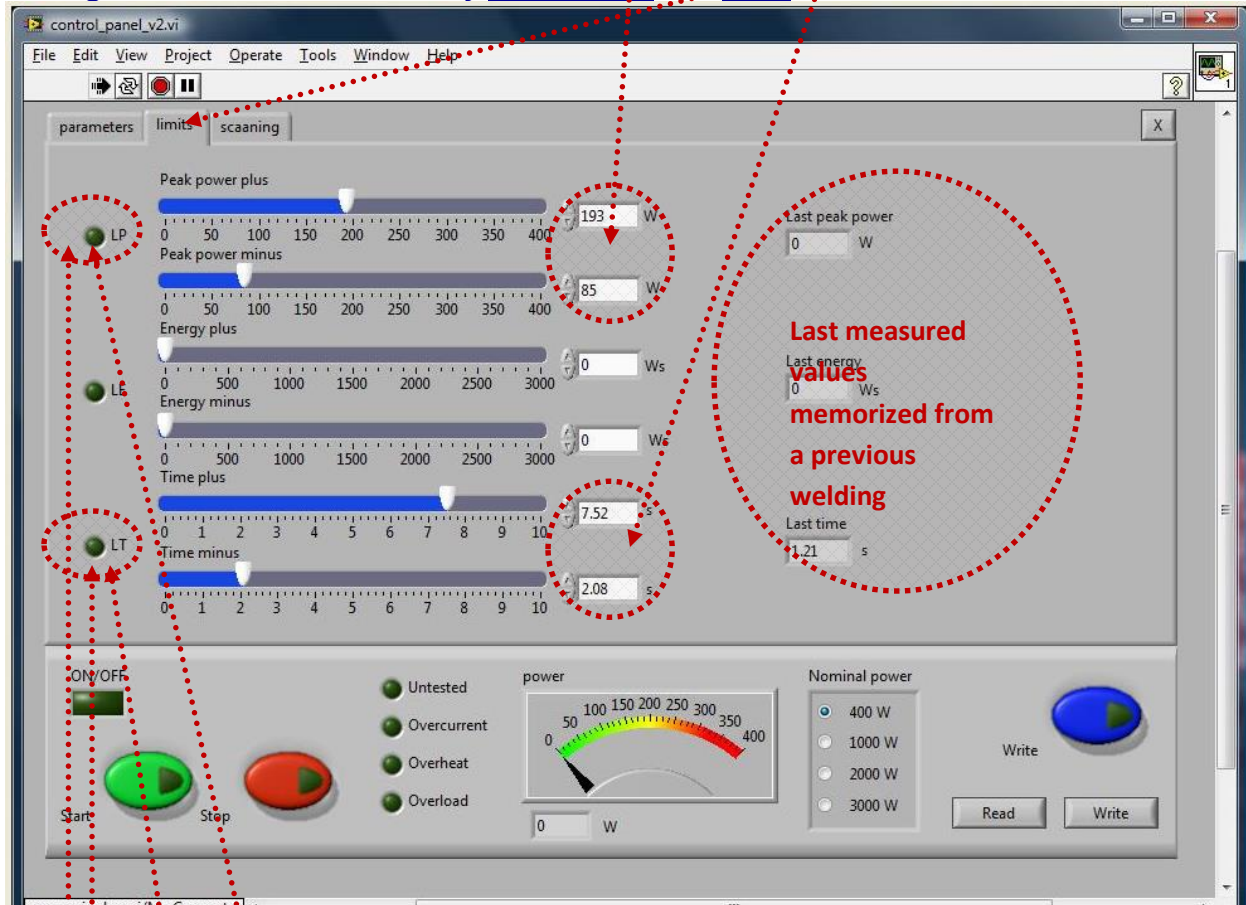 control_panel_v2.vi
File Edit View Project Operate Tools Window Help
1
parameters limits scaaning X
Peak power plus
193 W
LP
0 50 100 150 200 250 300 350 400
Last peak power
0 W
Peak power minus
85 W
0 50 100 150 200 250 300 350 400
Energy plus
0 Ws
0 500 1000 1500 2000 2500 3000
LE
Energy minus
0 Ws
0 500 1000 1500 2000 2500 3000
Last energy
0 Ws
Last measured
values
memorized from
a previous
welding
Time plus
7.52 s
0 1 2 3 4 5 6 7 8 9 10
LT
Time minus
2.08 s
0 1 2 3 4 5 6 7 8 9 10
Last time
1.21 s
ON/OFF
Start
Stop
Untested
Overcurrent
Overheat
Overload
power
0 50 100 150 200 250 300 350 400
0 W
Nominal power
400 W
1000 W
2000 W
3000 W
Write
Read Write